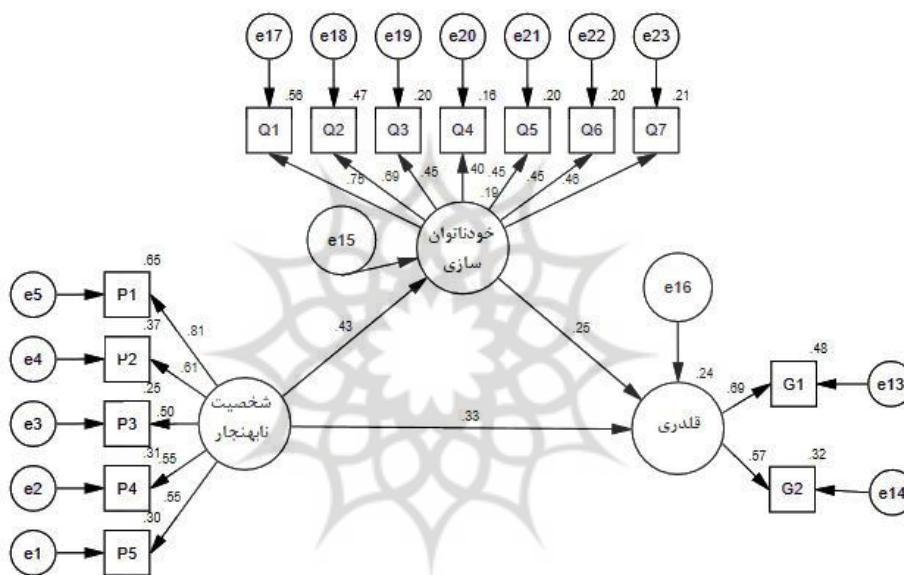 e17 e18 e19 e20 e21 e22 e23
.56 .47 .20 .16 .20 .20 .21
Q1 Q2 Q3 Q4 Q5 Q6 Q7
.75 .69 .45 .40 .45 .45 .46
.19
e15
خودناتوان
سازی
e16
.65
e5 P1
.81
.43
.25
.37
e4 P2
.61
.48
.24
.69 G1 e13
.25
e3 P3
.50
شخصیت
نابهنجار
.33
قلدری
.31
e2 P4
.55
.57
.32
G2 e14
.55
.30
e1 P5